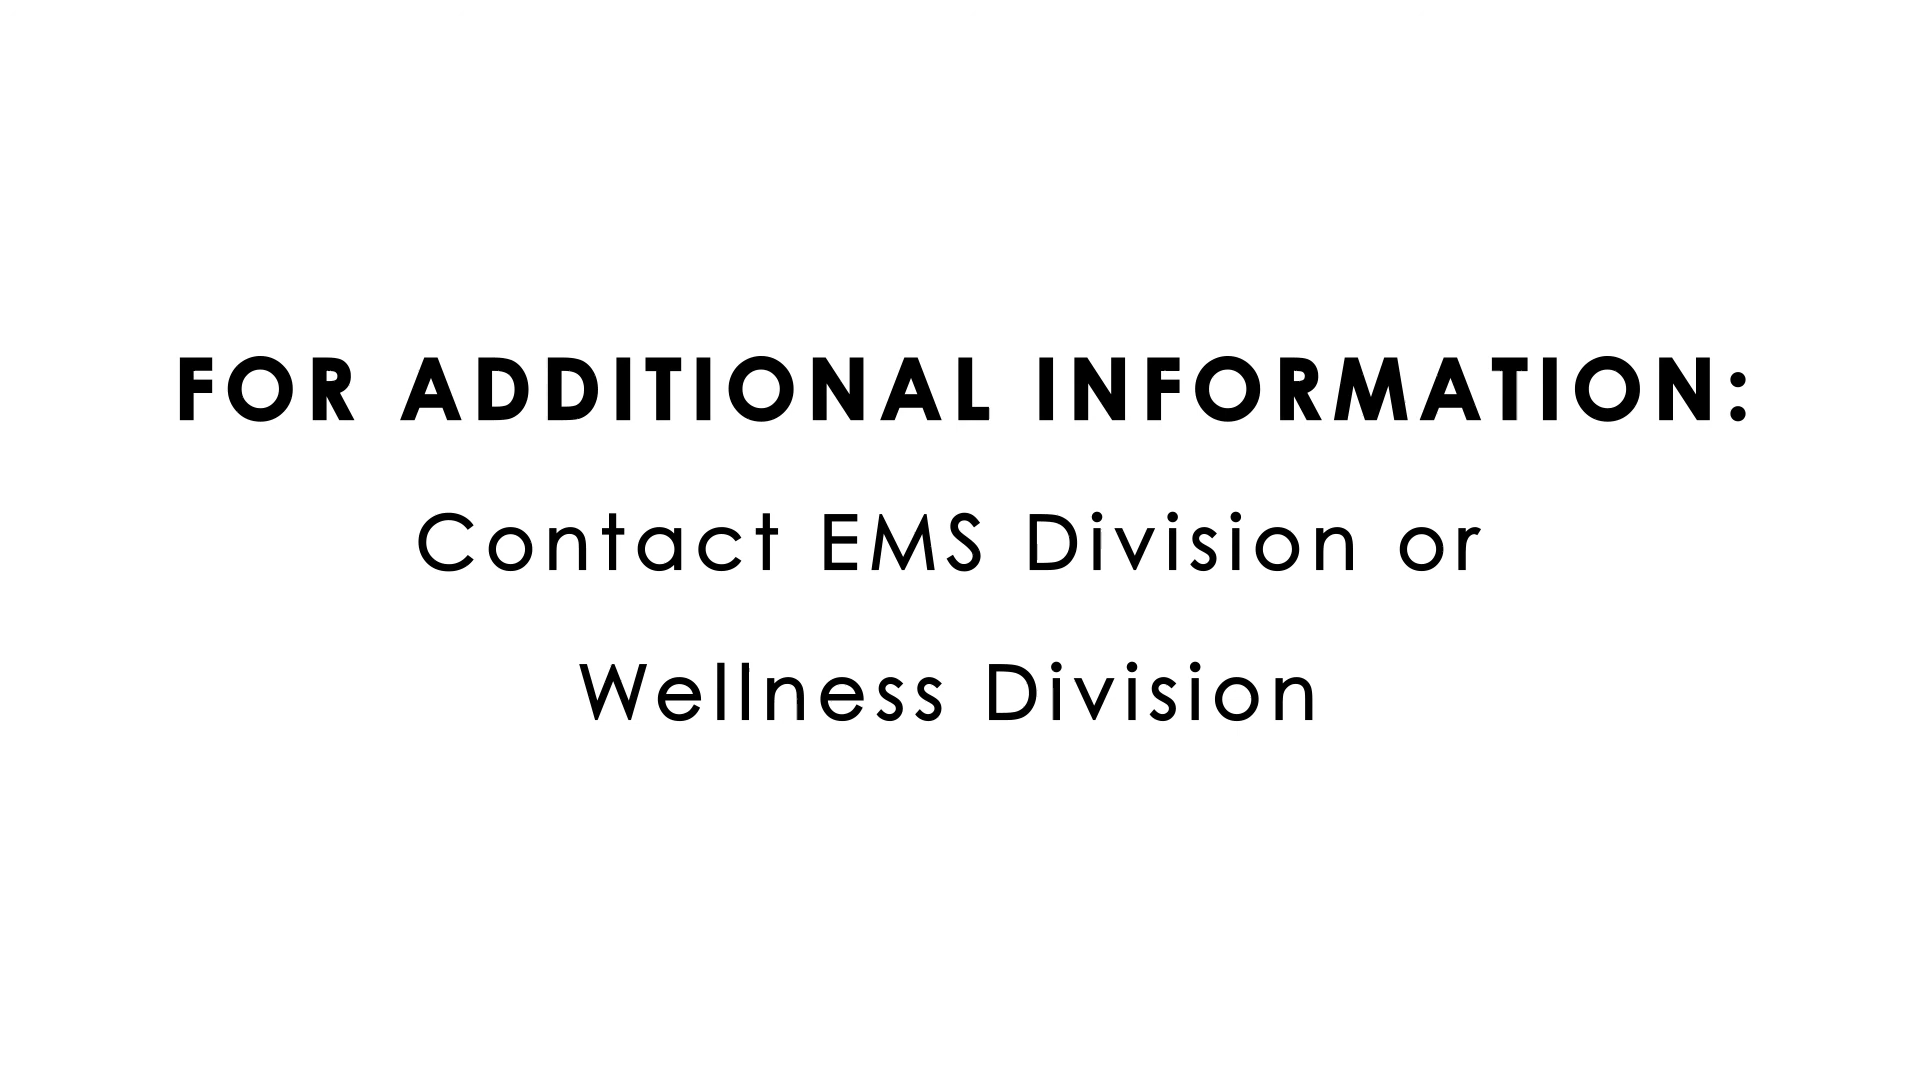 FOR ADDITIONAL INFORMATION:
Contact EMS Division or
Wellness Division